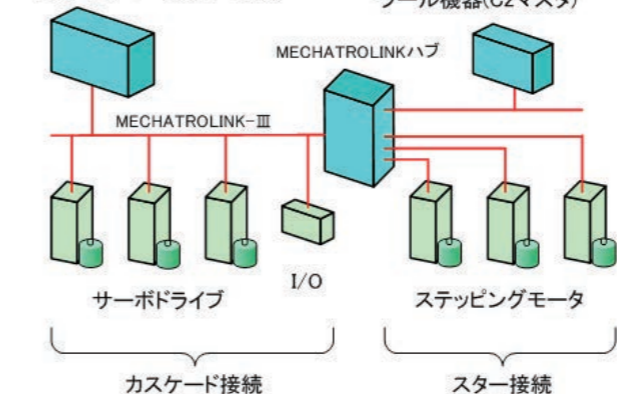 ツール機器(C2マスタ)
MECHATROLINKハブ
MECHATROLINK-Ⅲ
I/O
サーボドライブ
ステッピングモータ
カスケード接続
スター接続